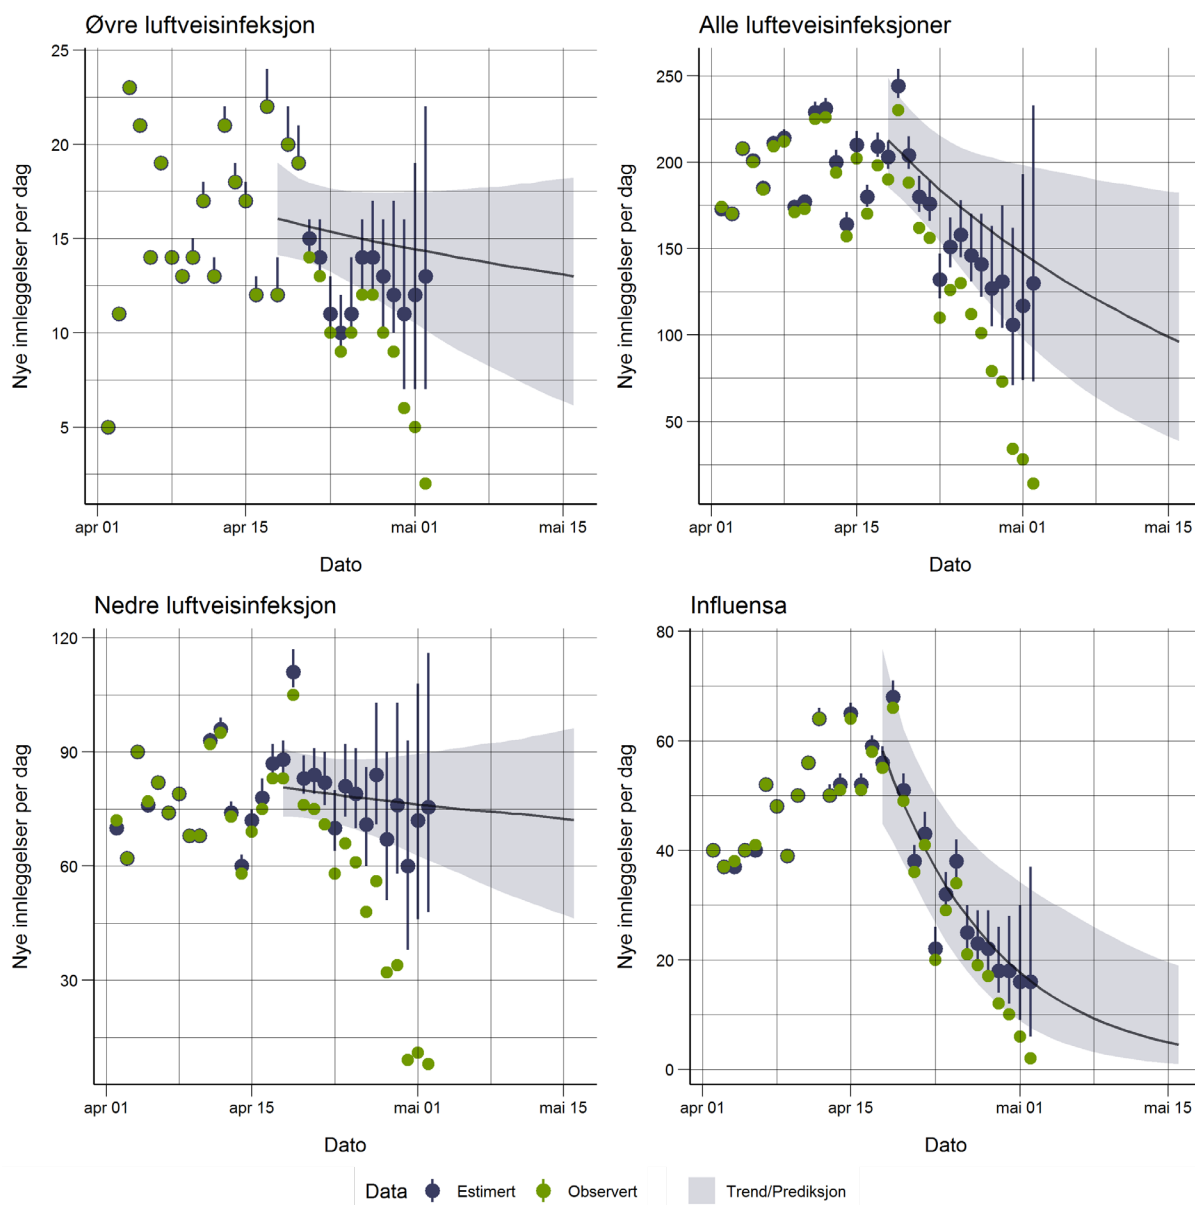 Øvre luftveisinfeksjon
25
20
15
10
5
Nye innleggelser per dag
apr 01 apr 15 mai 01 mai 15
Dato
Alle lufteveisinfeksjoner
250
200
150
100
50
Nye innleggelser per dag
apr 01 apr 15 mai 01 mai 15
Dato
Nedre luftveisinfeksjon
120
90
60
30
Nye innleggelser per dag
apr 01 apr 15 mai 01 mai 15
Dato
Influensa
80
60
40
20
0
Nye innleggelser per dag
apr 01 apr 15 mai 01 mai 15
Dato
Data Estimert Observert Trend/Prediksjon